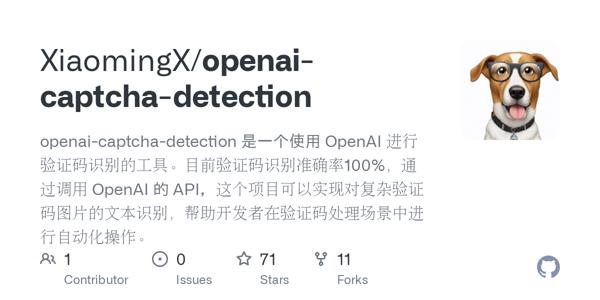 XiaomingX/openai-
captcha-detection
openai-captcha-detection 是一个使用 OpenAI 进行
验证码识别的工具。目前验证码识别准确率100%，通
过调用 OpenAI 的 API，这个项目可以实现对复杂验证
码图片的文本识别，帮助开发者在验证码处理场景中进
行自动化操作。
1 0 71 11
Contributor Issues Stars Forks